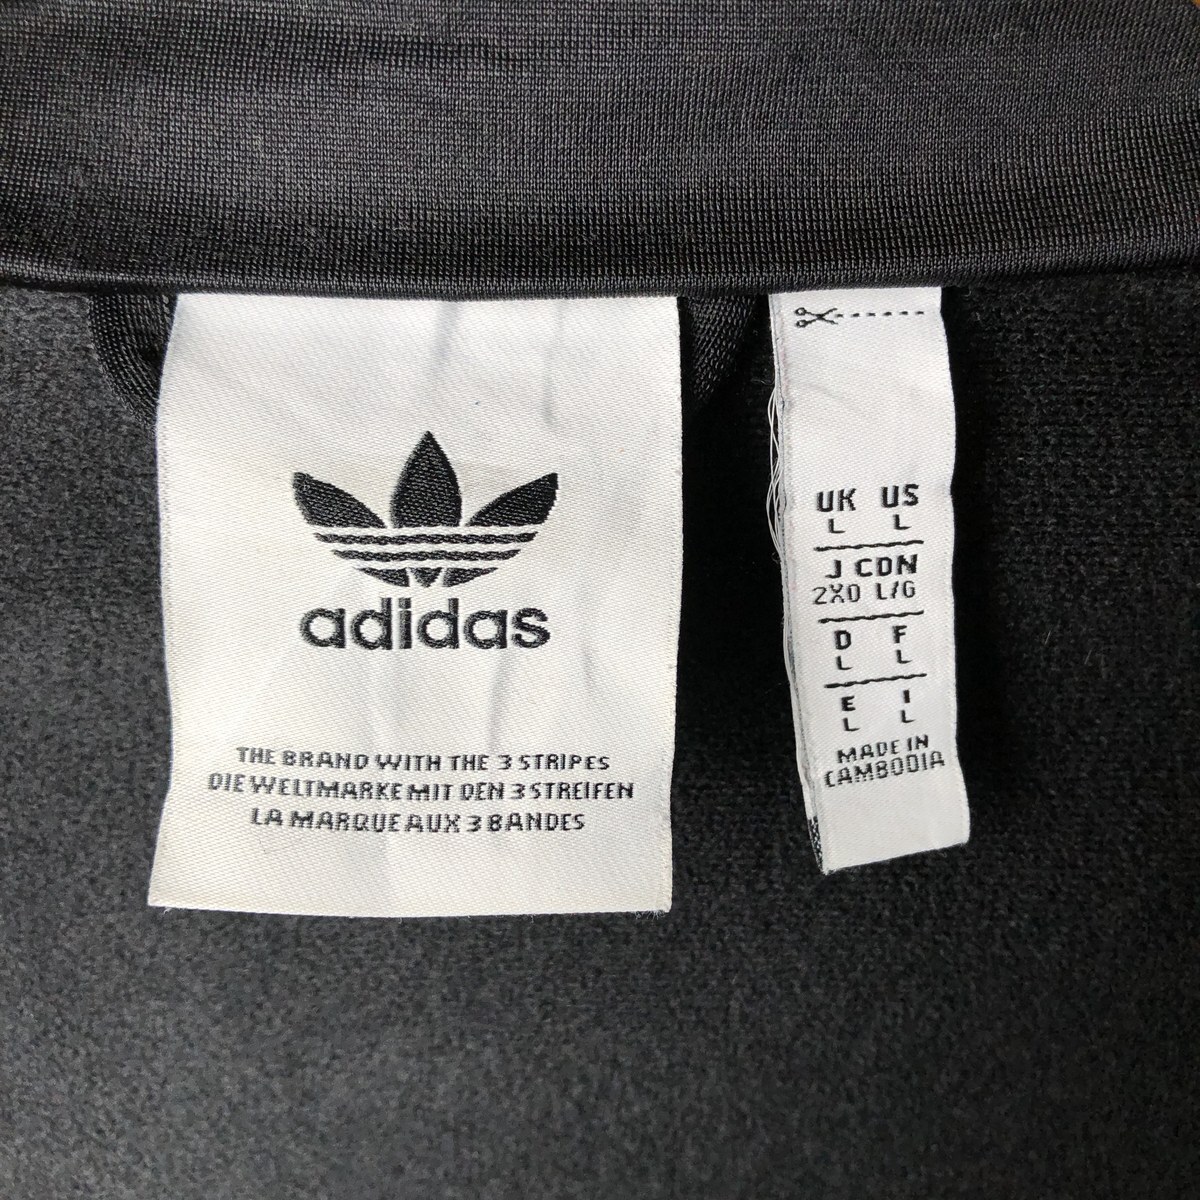 adidas
THE BRAND WITH THE 3 STRIPES
DIE WELTMARKE MIT DEN 3 STREIFEN
LA MARQUE AUX 3 BANDES
UK US
L L
J CDN
2XO L/G
D F
L L
E I
L L
MADE IN
CAMBODIA